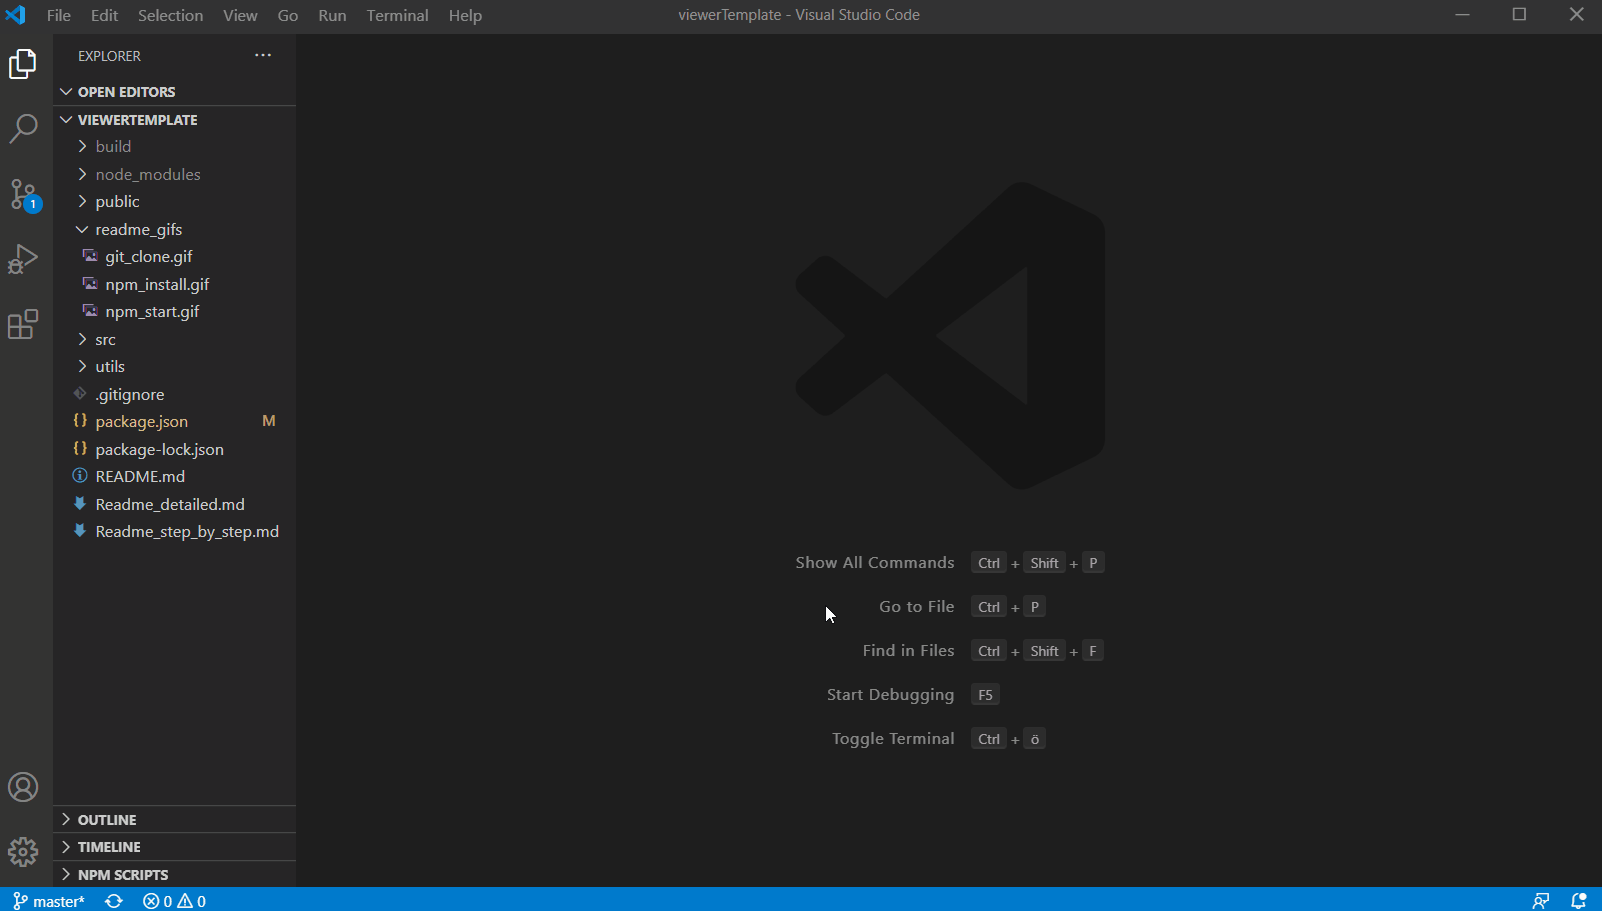 File Edit Selection View Go Run Terminal Help viewerTemplate - Visual Studio Code
EXPLORER ···
OPEN EDITORS
VIEWERTEMPLATE
build
node_modules
public
readme_gifs
git_clone.gif
npm_install.gif
npm_start.gif
src
utils
.gitignore
{} package.json M
{} package-lock.json
README.md
Readme_detailed.md
Readme_step_by_step.md
1
Show All Commands Ctrl + Shift + P
Go to File Ctrl + P
Find in Files Ctrl + Shift + F
Start Debugging F5
Toggle Terminal Ctrl + ö
OUTLINE
TIMELINE
NPM SCRIPTS
master* 0 0